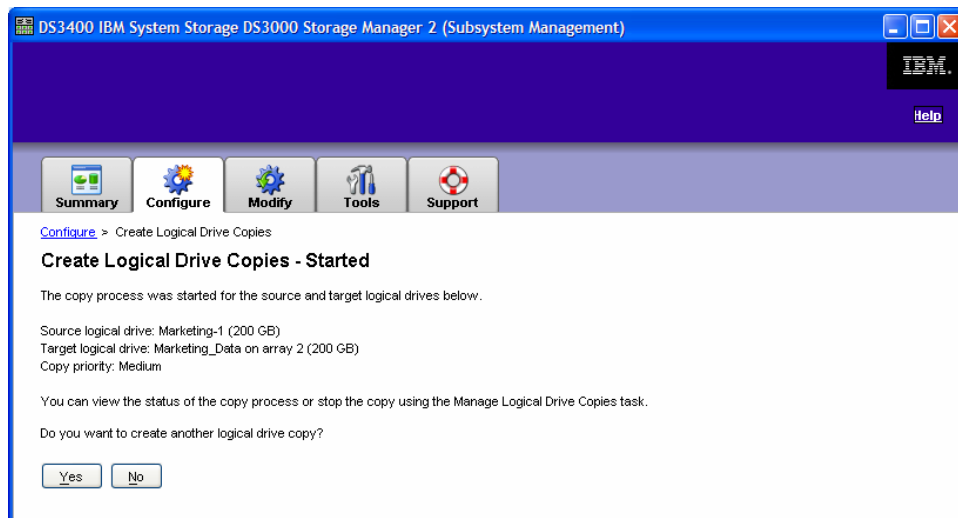 DS3400 IBM System Storage DS3000 Storage Manager 2 (Subsystem Management)
IBM.
Help
Summary
Configure
Modify
Tools
Support
Configure > Create Logical Drive Copies
Create Logical Drive Copies - Started
The copy process was started for the source and target logical drives below.
Source logical drive: Marketing-1 (200 GB)
Target logical drive: Marketing_Data on array 2 (200 GB)
Copy priority: Medium
You can view the status of the copy process or stop the copy using the Manage Logical Drive Copies task.
Do you want to create another logical drive copy?
Yes
No